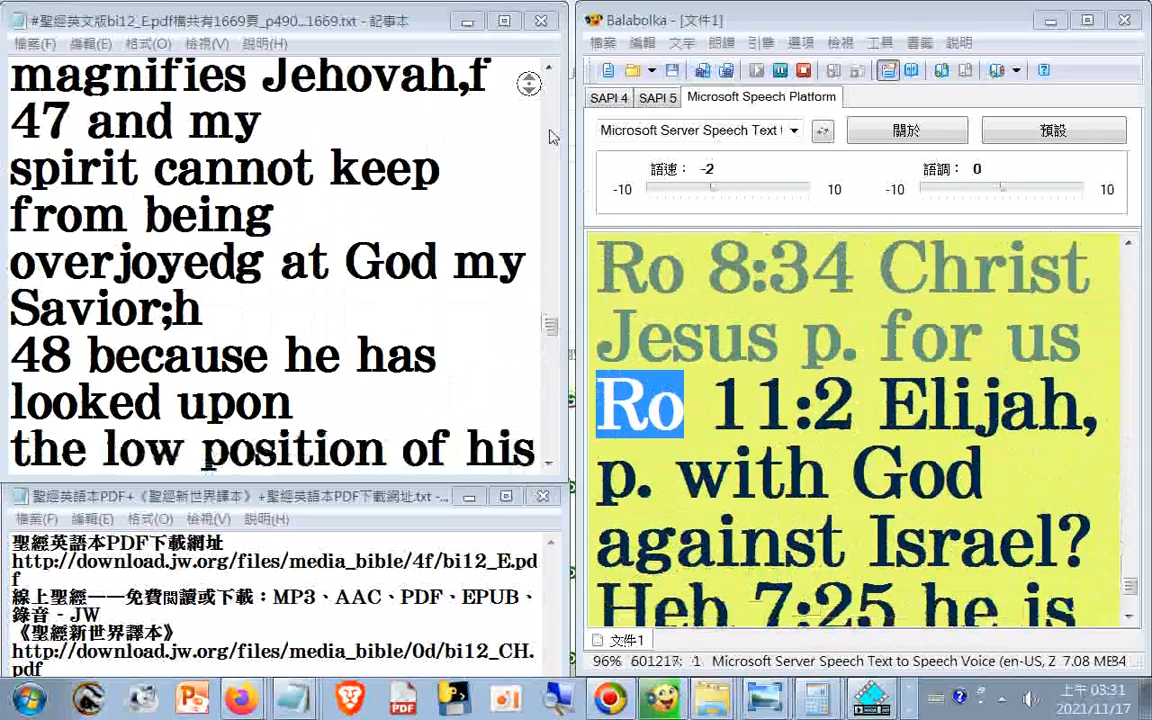 #聖經英文版bi12_E.pdf檔共有1669頁_p490...1669.txt - 記事本
檔案(F) 編輯(E) 格式(O) 檢視(V) 說明(H)
magnifies Jehovah,f
47 and my
spirit cannot keep
from being
overjoyedg at God my
Savior;h
48 because he has
looked upon
the low position of his
聖經英語本PDF+《聖經新世界譯本》+聖經英語本PDF下載網址.txt -...
檔案(F) 編輯(E) 格式(O) 檢視(V) 說明(H)
聖經英語本PDF下載網址
http://download.jw.org/files/media_bible/4f/bi12_E.pd
f
線上聖經——免費閱讀或下載：MP3、AAC、PDF、EPUB、
錄音 - JW
《聖經新世界譯本》
http://download.jw.org/files/media_bible/0d/bi12_CH.
pdf
Balabolka - [文件1]
檔案 編輯 文字 朗讀 引擎 選項 檢視 工具 書籤 說明
SAPI 4 SAPI 5 Microsoft Speech Platform
Microsoft Server Speech Text t 關於 預設
語速： -2 語調： 0
-10 10 -10 10
Ro 8:34 Christ
Jesus p. for us
Ro 11:2 Elijah,
p. with God
against Israel?
Heb 7:25 he is
文件1
96% 601217: 1 Microsoft Server Speech Text to Speech Voice (en-US, Z 7.08 MB
上午 03:31
2021/11/17